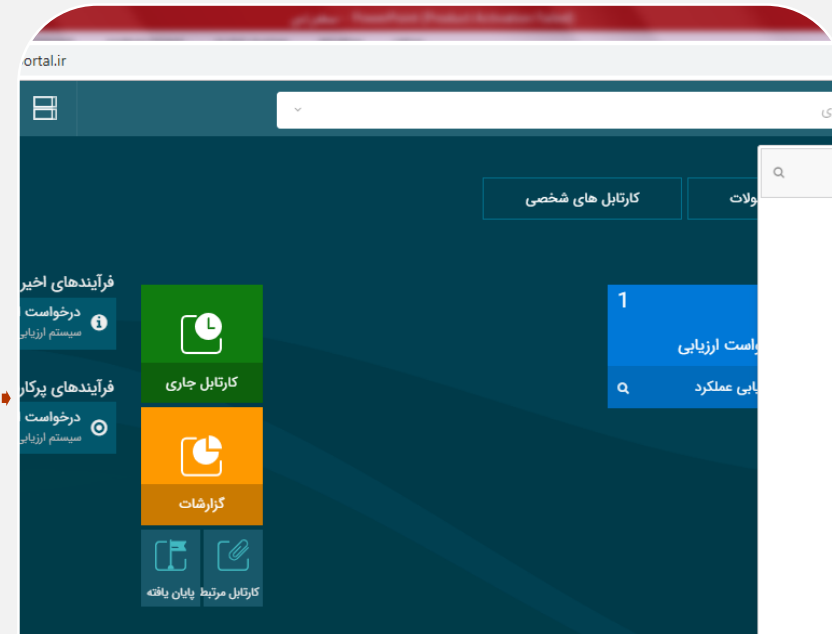 ortal.ir
ی
ولات
کارتابل های شخصی
1
واست ارزیابی
یابی عملکرد
کارتابل جاری
گزارشات
کارتابل مرتبط
پایان یافته
فرآیندهای اخیر
درخواست ا
سیستم ارزیابی
فرآیندهای پرکار
درخواست ا
سیستم ارزیابی